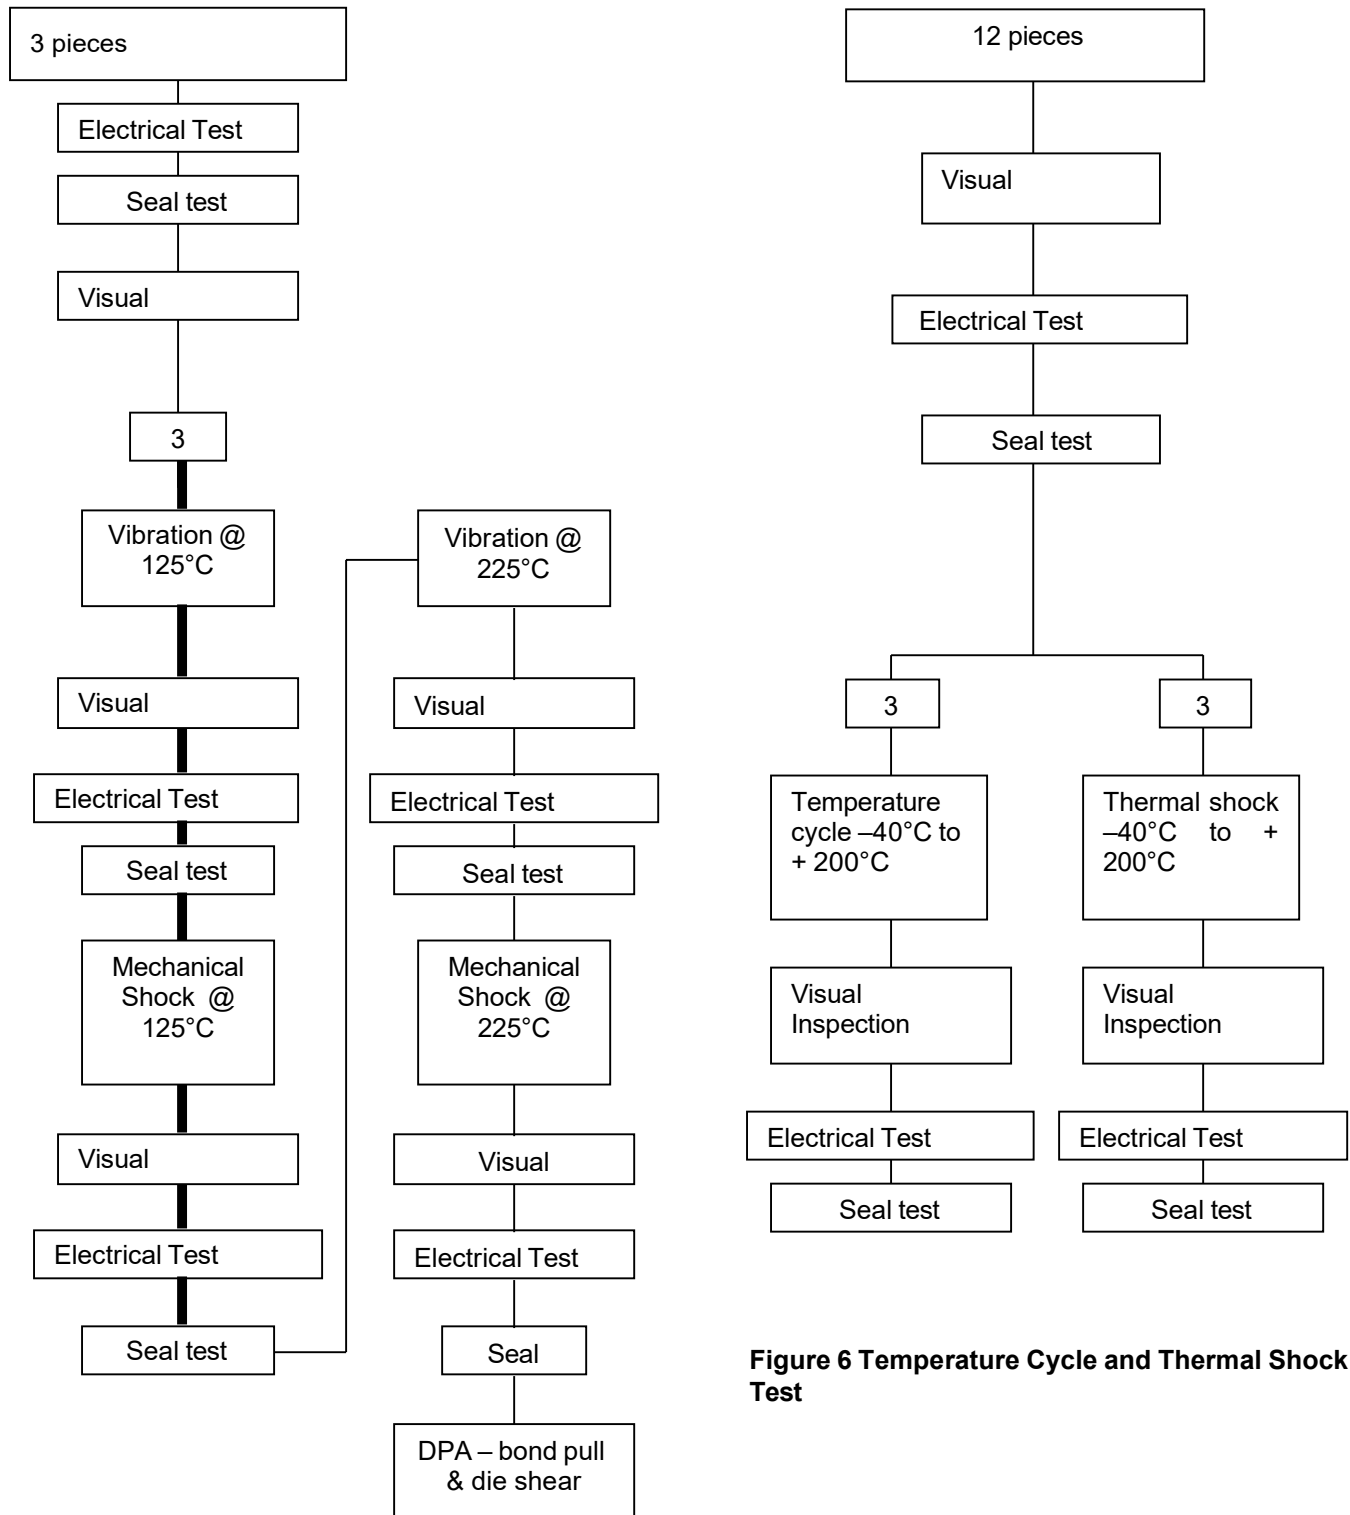 3 pieces
Electrical Test
Seal test
Visual
3
Vibration @
125°C
Visual
Electrical Test
Seal test
Mechanical
Shock @
125°C
Visual
Electrical Test
Seal test
Vibration @
225°C
Visual
Electrical Test
Seal test
Mechanical
Shock @
225°C
Visual
Electrical Test
Seal
DPA – bond pull
& die shear
12 pieces
Visual
Electrical Test
Seal test
3
Temperature
cycle –40°C to
+ 200°C
Visual
Inspection
Electrical Test
Seal test
3
Thermal shock
–40°C to +
200°C
Visual
Inspection
Electrical Test
Seal test
Figure 6 Temperature Cycle and Thermal Shock
Test